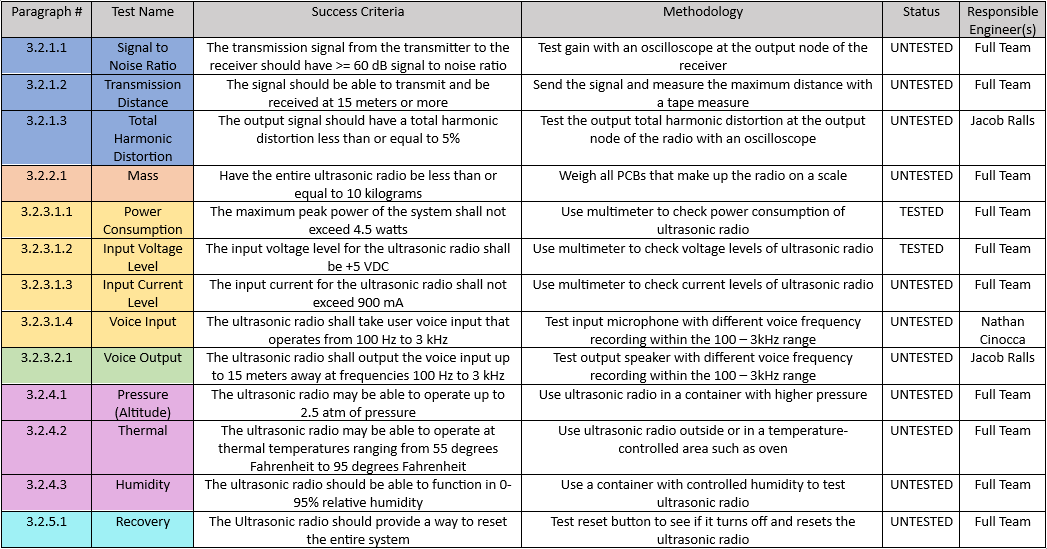 Paragraph # Test Name Success Criteria Methodology Status Responsible
Engineer(s)
3.2.1.1 Signal to The transmission signal from the transmitter to the Test gain with an oscilloscope at the output node of the UNTESTED Full Team
Noise Ratio receiver should have >= 60 dB signal to noise ratio receiver
3.2.1.2 Transmission The signal should be able to transmit and be Send the signal and measure the maximum distance with UNTESTED Full Team
Distance received at 15 meters or more a tape measure
3.2.1.3 Total The output signal should have a total harmonic Test the output total harmonic distortion at the output UNTESTED Jacob Ralls
Harmonic distortion less than or equal to 5% node of the radio with an oscilloscope
Distortion
3.2.2.1 Mass Have the entire ultrasonic radio be less than or Weigh all PCBs that make up the radio on a scale UNTESTED Full Team
equal to 10 kilograms
3.2.3.1.1 Power The maximum peak power of the system shall not Use multimeter to check power consumption of TESTED Full Team
Consumption exceed 4.5 watts ultrasonic radio
3.2.3.1.2 Input Voltage The input voltage level for the ultrasonic radio shall Use multimeter to check voltage levels of ultrasonic radio TESTED Full Team
Level be +5 VDC
3.2.3.1.3 Input Current The input current for the ultrasonic radio shall not Use multimeter to check current levels of ultrasonic radio UNTESTED Full Team
Level exceed 900 mA
3.2.3.1.4 Voice Input The ultrasonic radio shall take user voice input that Test input microphone with different voice frequency UNTESTED Nathan
operates from 100 Hz to 3 kHz recording within the 100 – 3kHz range Cinocca
3.2.3.2.1 Voice Output The ultrasonic radio shall output the voice input up Test output speaker with different voice frequency UNTESTED Jacob Ralls
to 15 meters away at frequencies 100 Hz to 3 kHz recording within the 100 – 3kHz range
3.2.4.1 Pressure The ultrasonic radio may be able to operate up to Use ultrasonic radio in a container with higher pressure UNTESTED Full Team
(Altitude) 2.5 atm of pressure
3.2.4.2 Thermal The ultrasonic radio may be able to operate at Use ultrasonic radio outside or in a temperature- UNTESTED Full Team
thermal temperatures ranging from 55 degrees controlled area such as oven
Fahrenheit to 95 degrees Fahrenheit
3.2.4.3 Humidity The ultrasonic radio should be able to function in 0- Use a container with controlled humidity to test UNTESTED Full Team
95% relative humidity ultrasonic radio
3.2.5.1 Recovery The Ultrasonic radio should provide a way to reset Test reset button to see if it turns off and resets the UNTESTED Full Team
the entire system ultrasonic radio